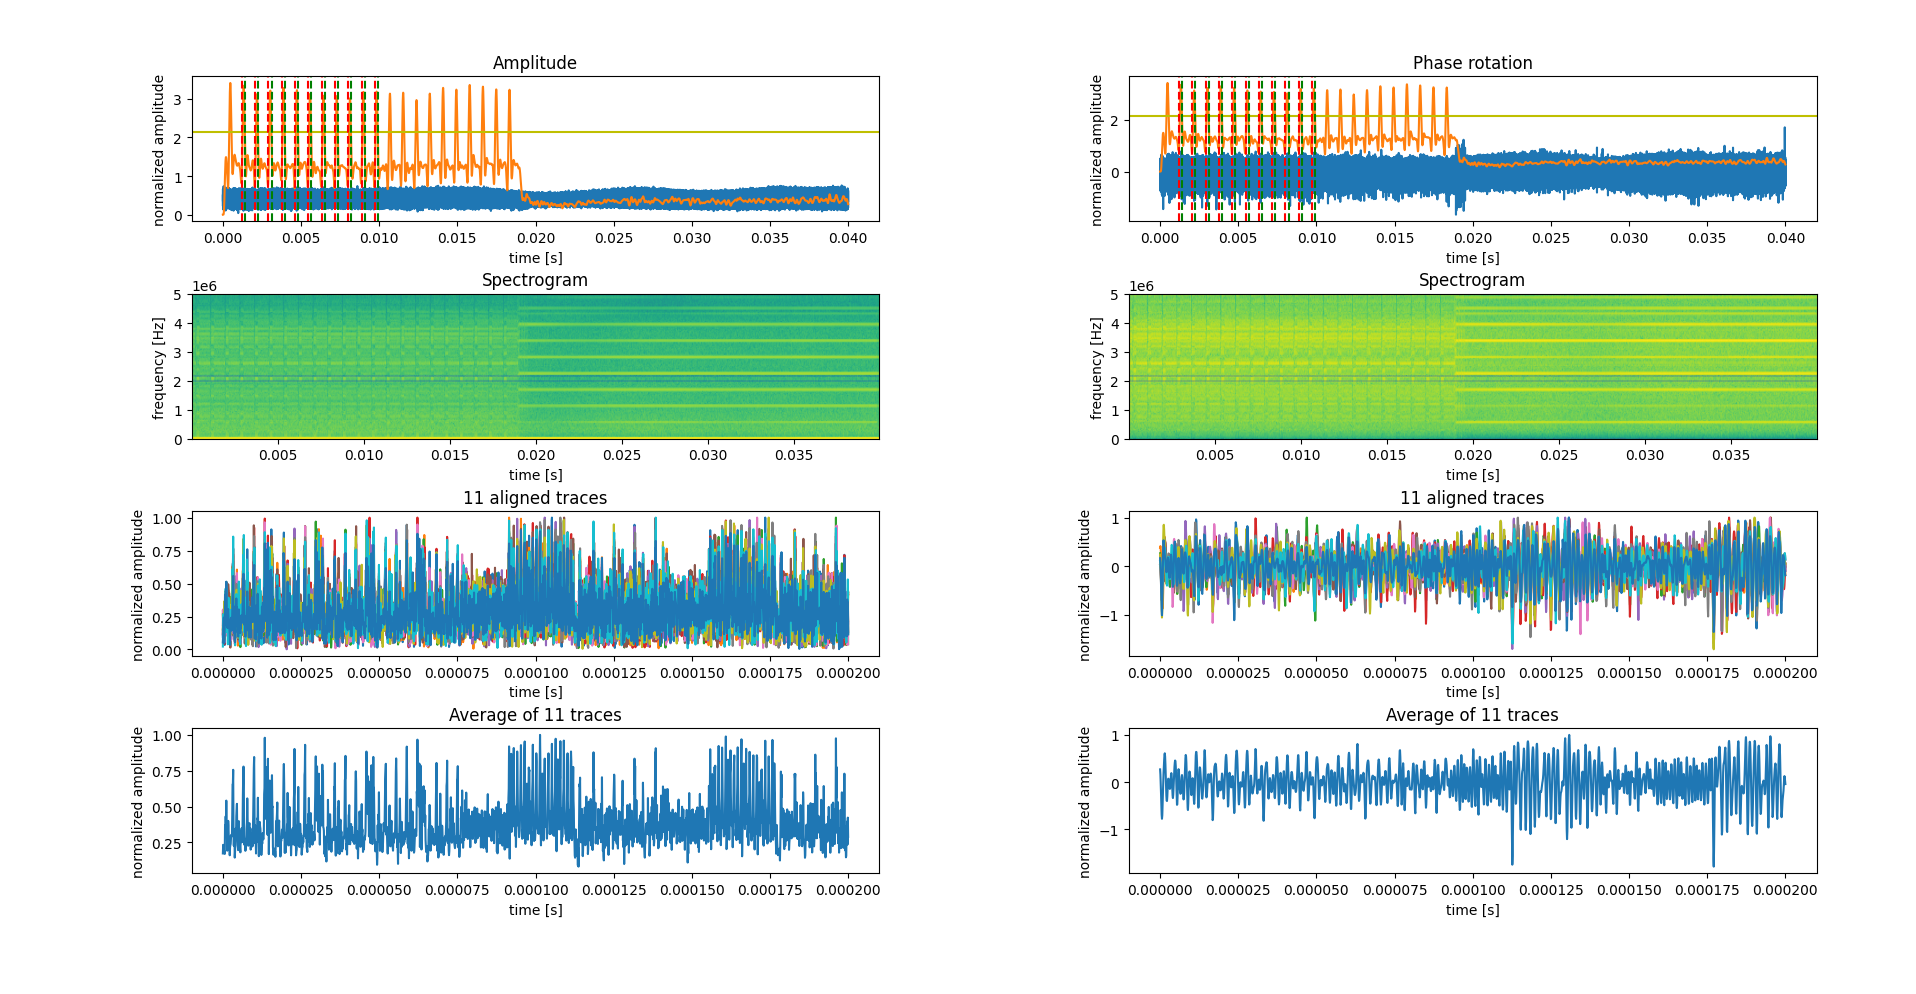 Amplitude
normalized amplitude
3
2
1
0
0.000 0.005 0.010 0.015 0.020 0.025 0.030 0.035 0.040
time [s]
Phase rotation
normalized amplitude
2
0
0.000 0.005 0.010 0.015 0.020 0.025 0.030 0.035 0.040
time [s]
Spectrogram
1e6
frequency [Hz]
5
4
3
2
1
0
0.005 0.010 0.015 0.020 0.025 0.030 0.035
time [s]
Spectrogram
1e6
frequency [Hz]
5
4
3
2
1
0
0.005 0.010 0.015 0.020 0.025 0.030 0.035
time [s]
11 aligned traces
normalized amplitude
1.00
0.75
0.50
0.25
0.00
0.000000 0.000025 0.000050 0.000075 0.000100 0.000125 0.000150 0.000175 0.000200
time [s]
11 aligned traces
normalized amplitude
1
0
−1
0.000000 0.000025 0.000050 0.000075 0.000100 0.000125 0.000150 0.000175 0.000200
time [s]
Average of 11 traces
normalized amplitude
1.00
0.75
0.50
0.25
0.000000 0.000025 0.000050 0.000075 0.000100 0.000125 0.000150 0.000175 0.000200
time [s]
Average of 11 traces
normalized amplitude
1
0
−1
0.000000 0.000025 0.000050 0.000075 0.000100 0.000125 0.000150 0.000175 0.000200
time [s]